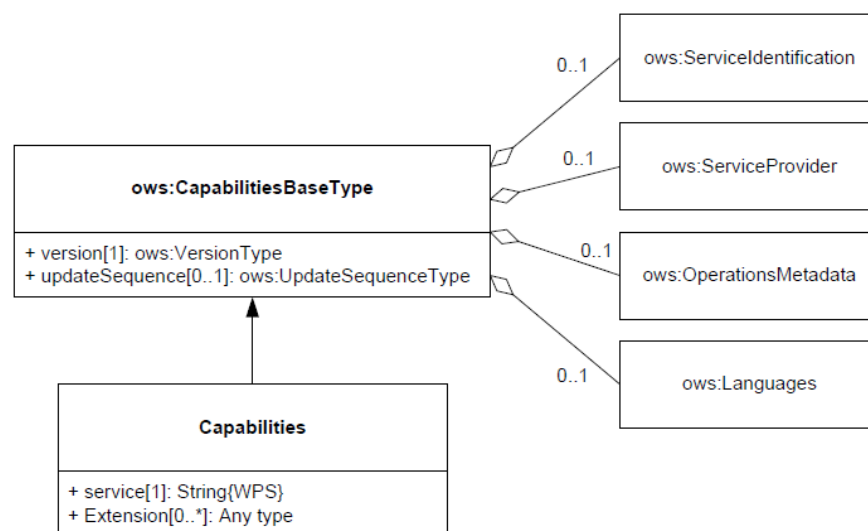 0..1
ows:ServiceIdentification
0..1
ows:ServiceProvider
ows:CapabilitiesBaseType
+ version[1]: ows:VersionType
+ updateSequence[0..1]: ows:UpdateSequenceType
0..1
ows:OperationsMetadata
0..1
ows:Languages
Capabilities
+ service[1]: String{WPS}
+ Extension[0..*]: Any type